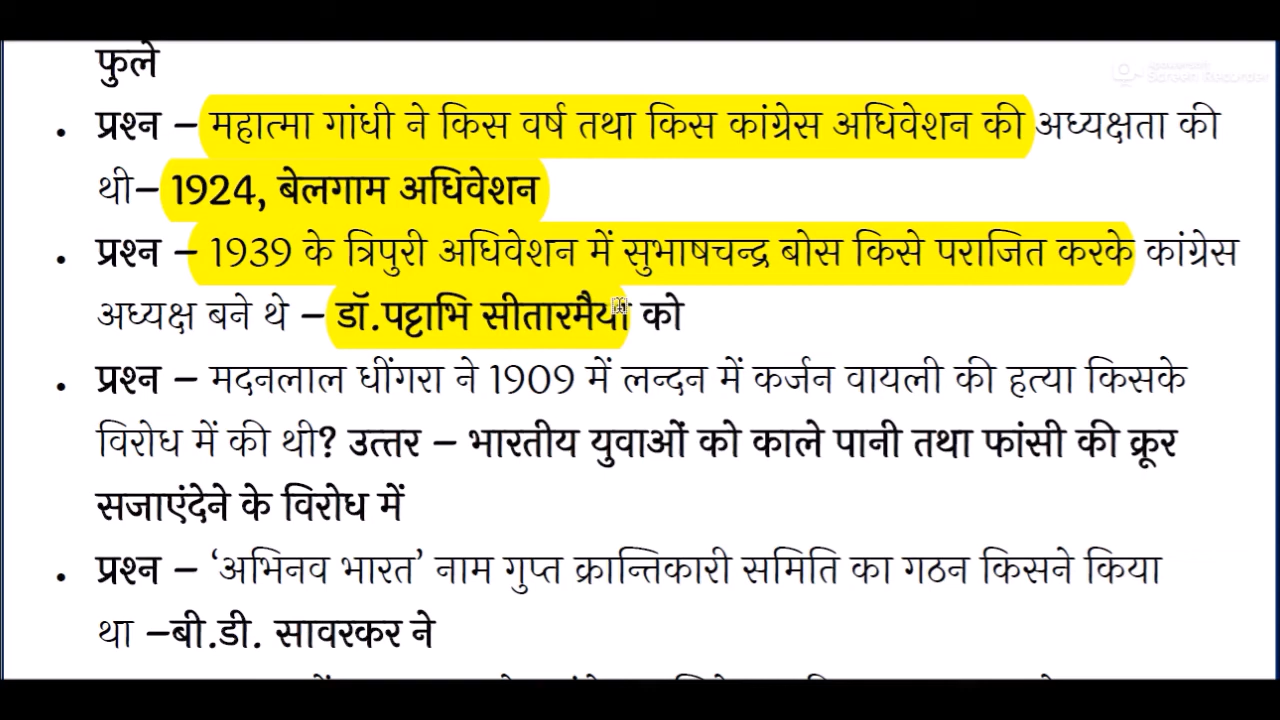 फुले
• प्रश्न – महात्मा गांधी ने किस वर्ष तथा किस कांग्रेस अधिवेशन की अध्यक्षता की
थी– 1924, बेलगाम अधिवेशन
• प्रश्न – 1939 के त्रिपुरी अधिवेशन में सुभाषचन्द्र बोस किसे पराजित करके कांग्रेस
अध्यक्ष बने थे – डॉ.पट्टाभि सीतारमैया को
• प्रश्न – मदनलाल धींगरा ने 1909 में लन्दन में कर्जन वायली की हत्या किसके
विरोध में की थी? उत्तर – भारतीय युवाओं को काले पानी तथा फांसी की क्रूर
सजाएंदेने के विरोध में
• प्रश्न – ‘अभिनव भारत’ नाम गुप्त क्रान्तिकारी समिति का गठन किसने किया
था –बी.डी. सावरकर ने